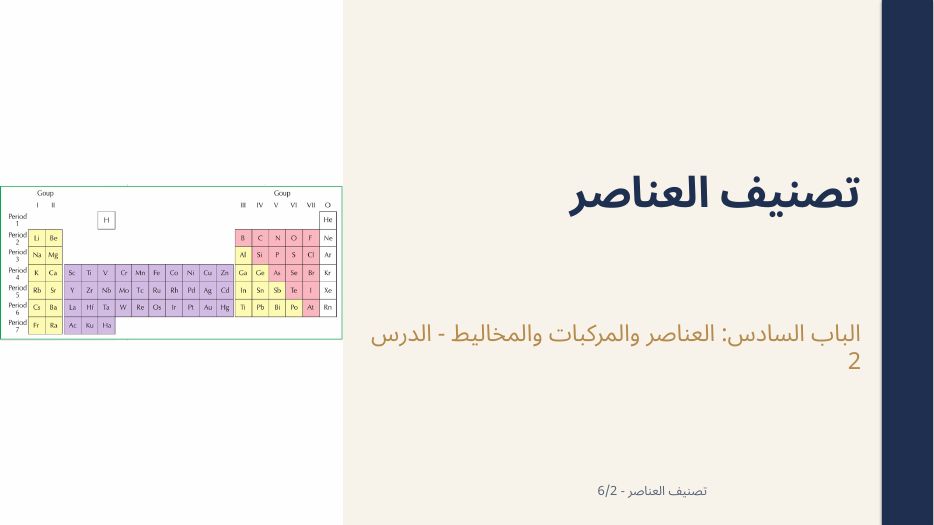 تصنيف العناصر
الباب السادس: العناصر والمركبات والمخاليط - الدرس
2
تصنيف العناصر - 6/2
Goup Goup
I II III IV V VI VII O
Period 1 H He
Period 2 Li Be B C N O F Ne
Period 3 Na Mg Al Si P S Cl Ar
Period 4 K Ca Sc Ti V Cr Mn Fe Co Ni Cu Zn Ga Ge As Se Br Kr
Period 5 Rb Sr Y Zr Nb Mo Tc Ru Rh Pd Ag Cd In Sn Sb Te I Xe
Period 6 Cs Ba La Hf Ta W Re Os Ir Pt Au Hg Ti Pb Bi Po At Rn
Period 7 Fr Ra Ac Ku Ha